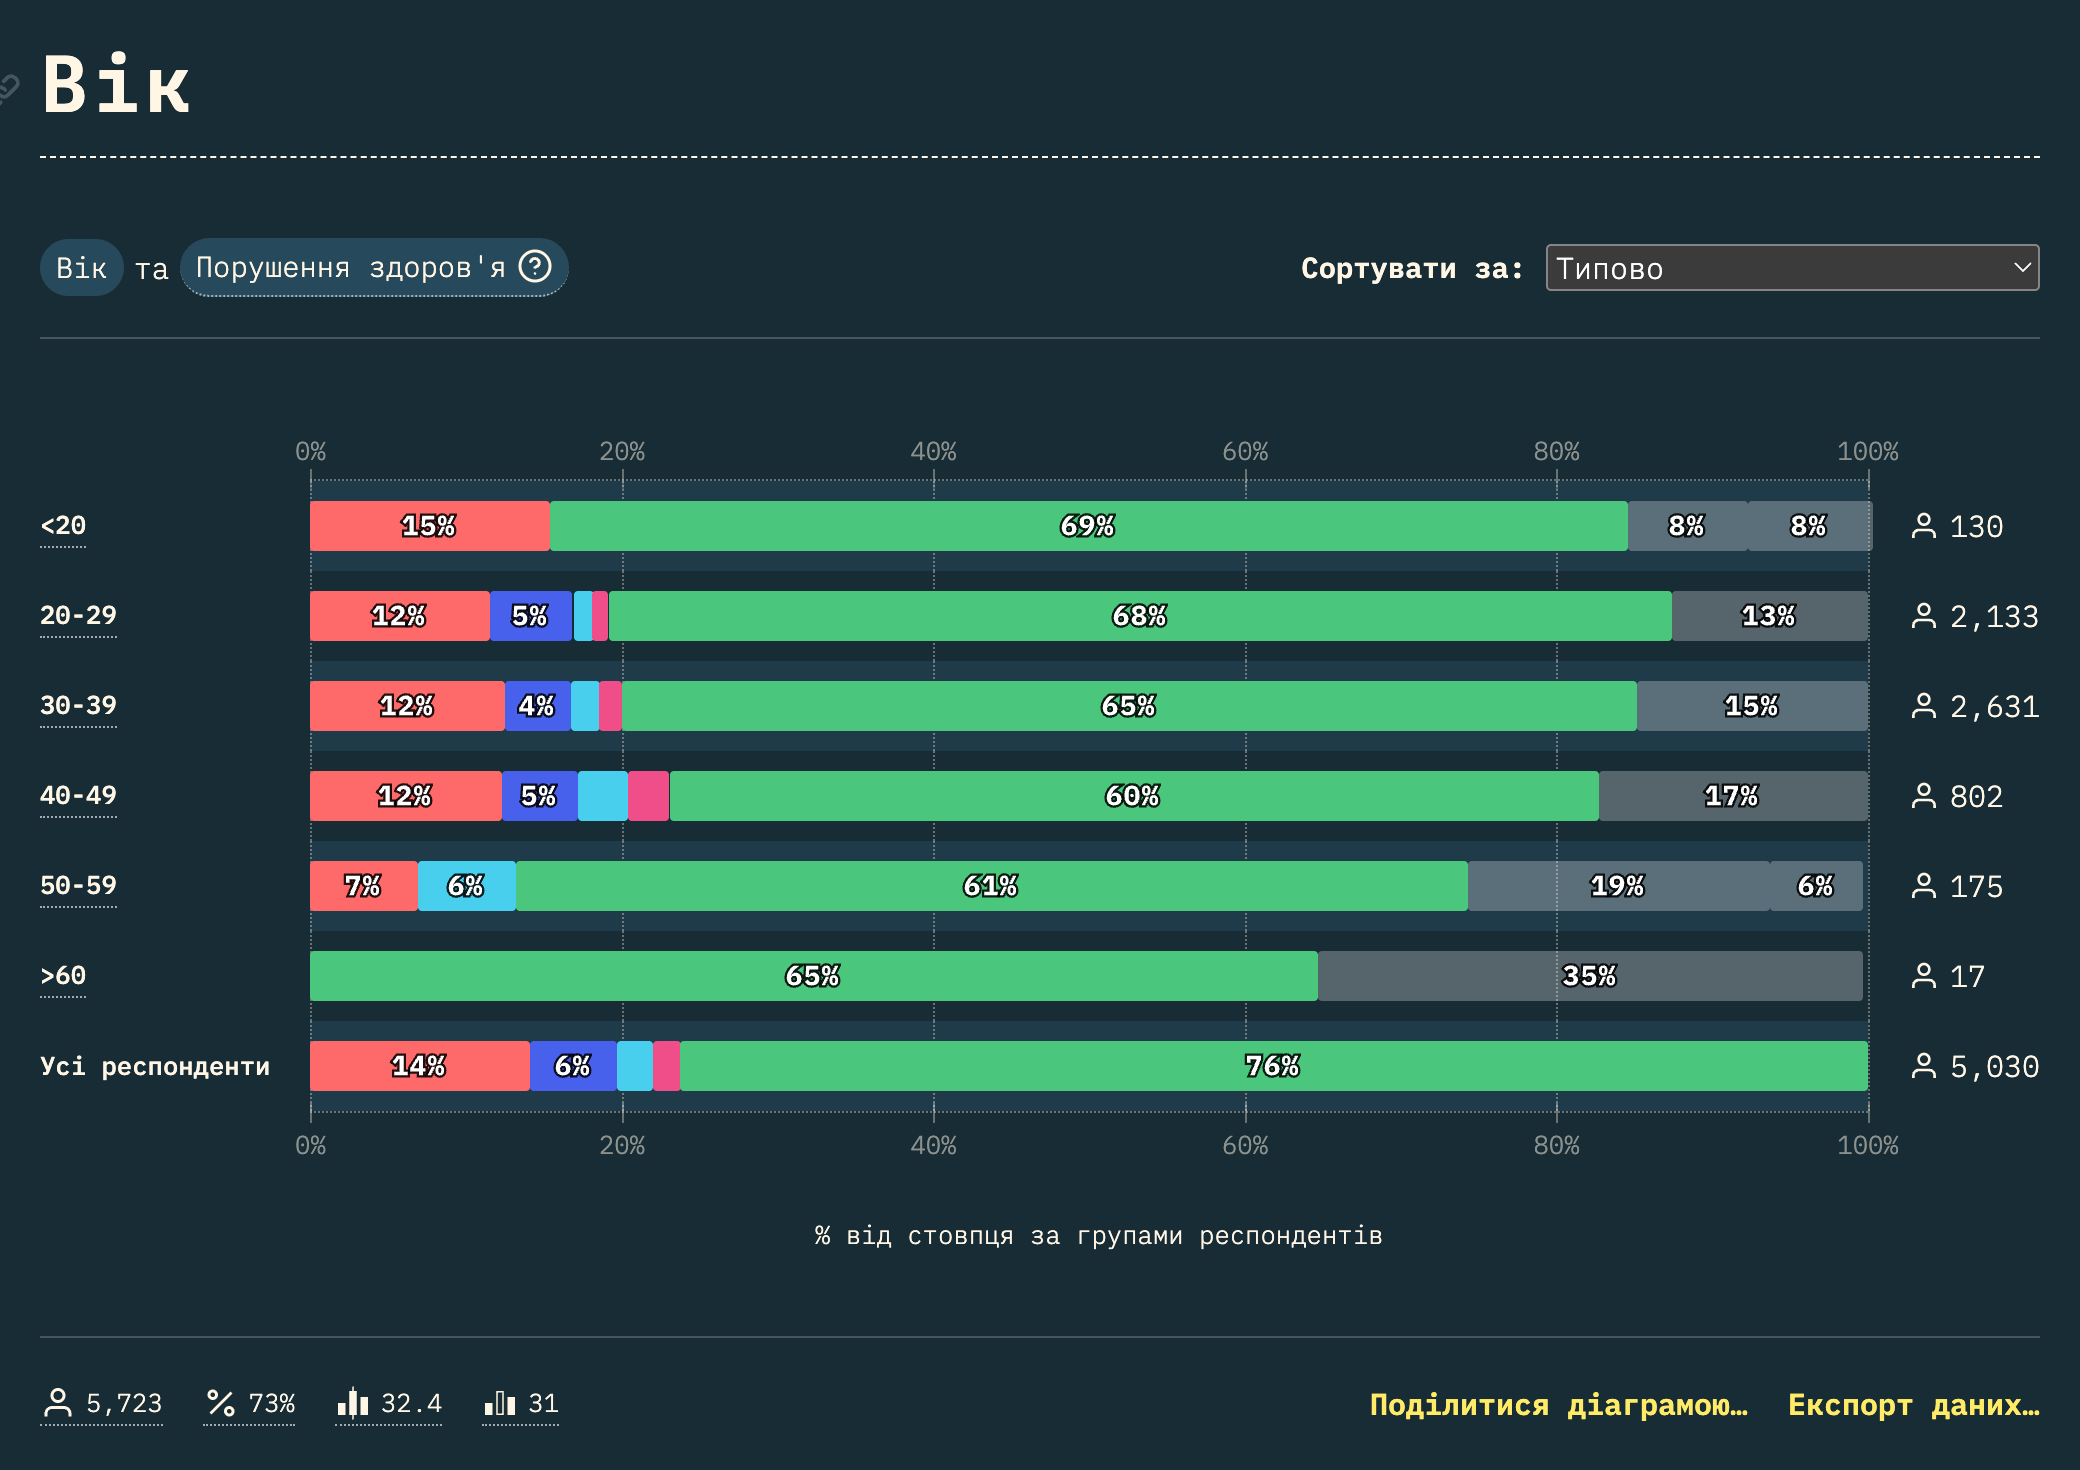 Вік
Вік та Порушення здоров'я
Сортувати за: Типово
0% 20% 40% 60% 80% 100%
<20 15% 69% 8% 8% 130
20-29 12% 5% 68% 13% 2,133
30-39 12% 4% 65% 15% 2,631
40-49 12% 5% 60% 17% 802
50-59 7% 6% 61% 19% 6% 175
>60 65% 35% 17
Усі респонденти 14% 6% 76% 5,030
0% 20% 40% 60% 80% 100%
% від стовпця за групами респондентів
5,723 73% 32.4 31
Поділитися діаграмою… Експорт даних…